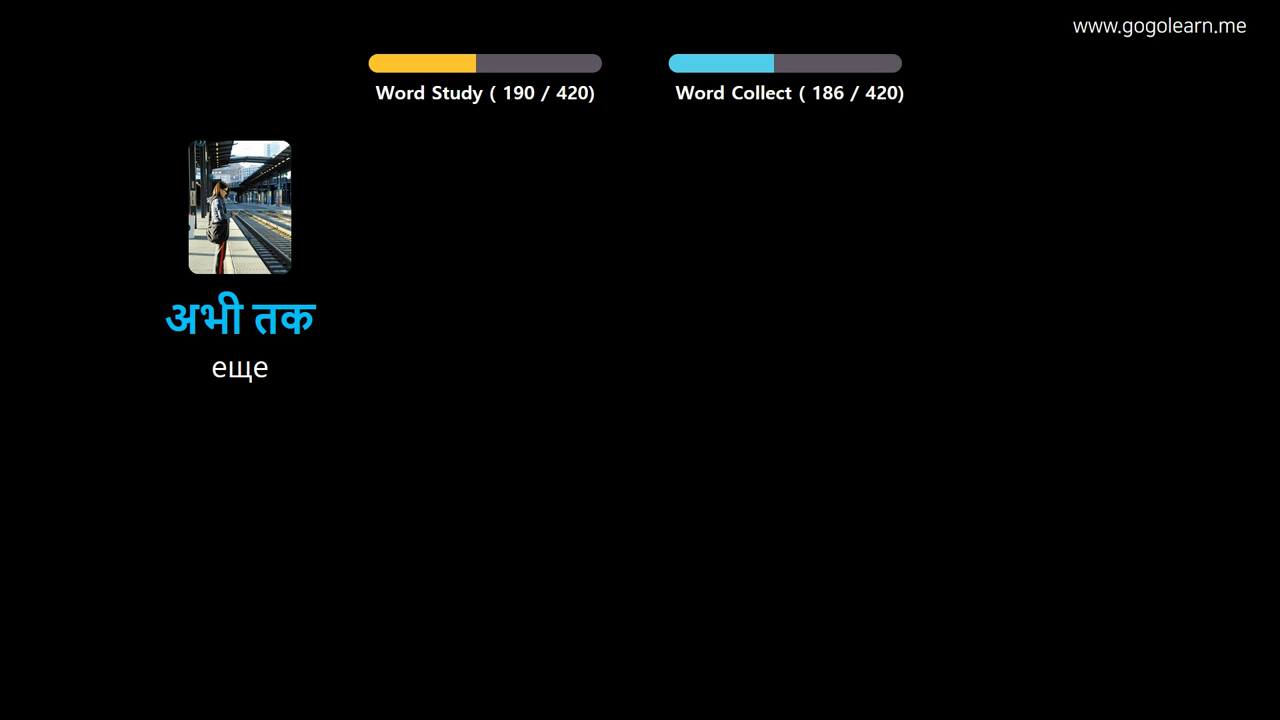 www.gogolearn.me
Word Study ( 190 / 420)
Word Collect ( 186 / 420)
अभी तक
еще